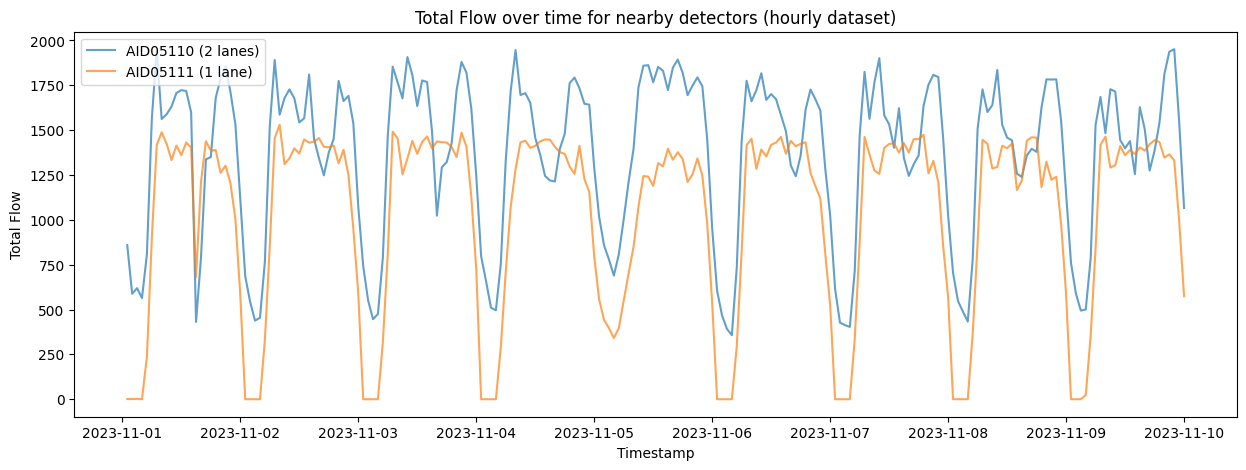 Total Flow over time for nearby detectors (hourly dataset)
AID05110 (2 lanes)
AID05111 (1 lane)
Total Flow
2000
1750
1500
1250
1000
750
500
250
0
2023-11-01 2023-11-02 2023-11-03 2023-11-04 2023-11-05 2023-11-06 2023-11-07 2023-11-08 2023-11-09 2023-11-10
Timestamp